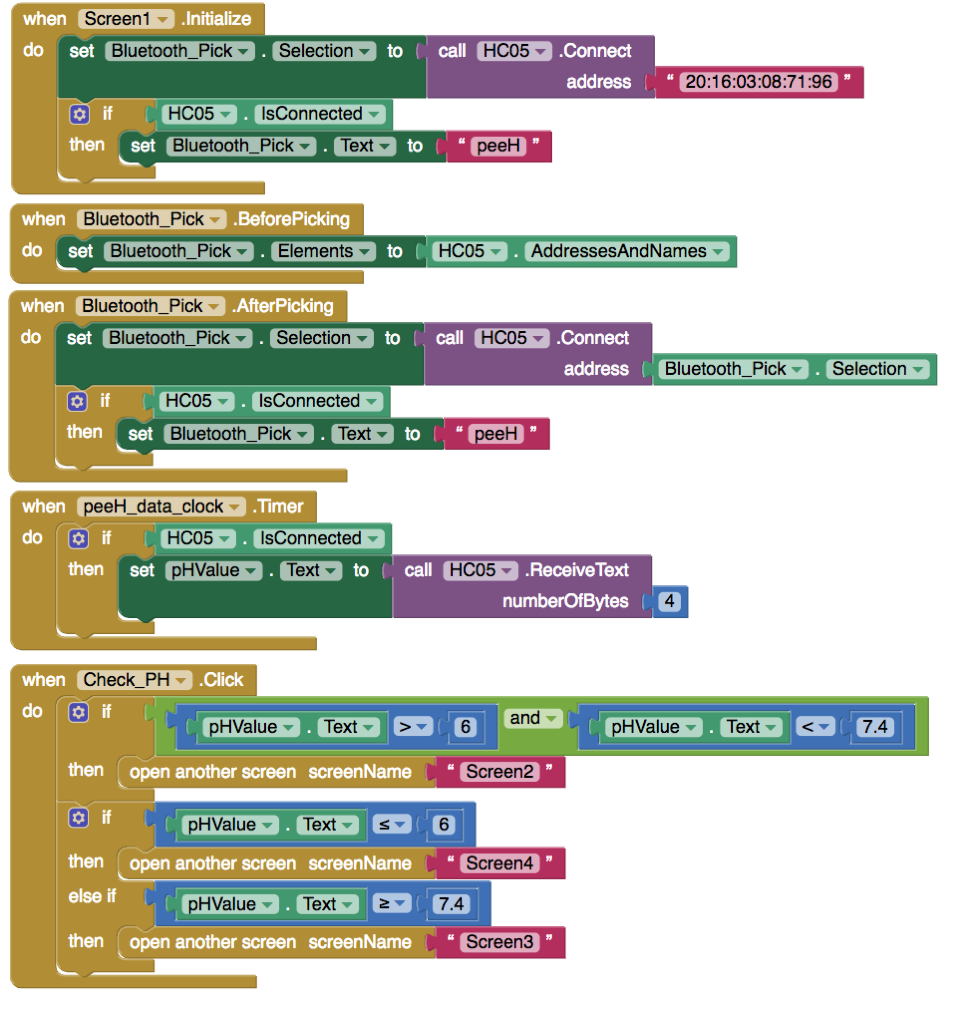 when Screen1 .Initialize
do set Bluetooth_Pick . Selection to call HC05 .Connect
address " 20:16:03:08:71:96 "
if HC05 . IsConnected
then set Bluetooth_Pick . Text to " peeH "
when Bluetooth_Pick .BeforePicking
do set Bluetooth_Pick . Elements to HC05 . AddressesAndNames
when Bluetooth_Pick .AfterPicking
do set Bluetooth_Pick . Selection to call HC05 .Connect
address Bluetooth_Pick . Selection
if HC05 . IsConnected
then set Bluetooth_Pick . Text to " peeH "
when peeH_data_clock .Timer
do if HC05 . IsConnected
then set pHValue . Text to call HC05 .ReceiveText
numberOfBytes 4
when Check_PH .Click
do if pHValue . Text > 6 and pHValue . Text < 7.4
then open another screen screenName " Screen2 "
if pHValue . Text ≤ 6
then open another screen screenName " Screen4 "
else if pHValue . Text ≥ 7.4
then open another screen screenName " Screen3 "